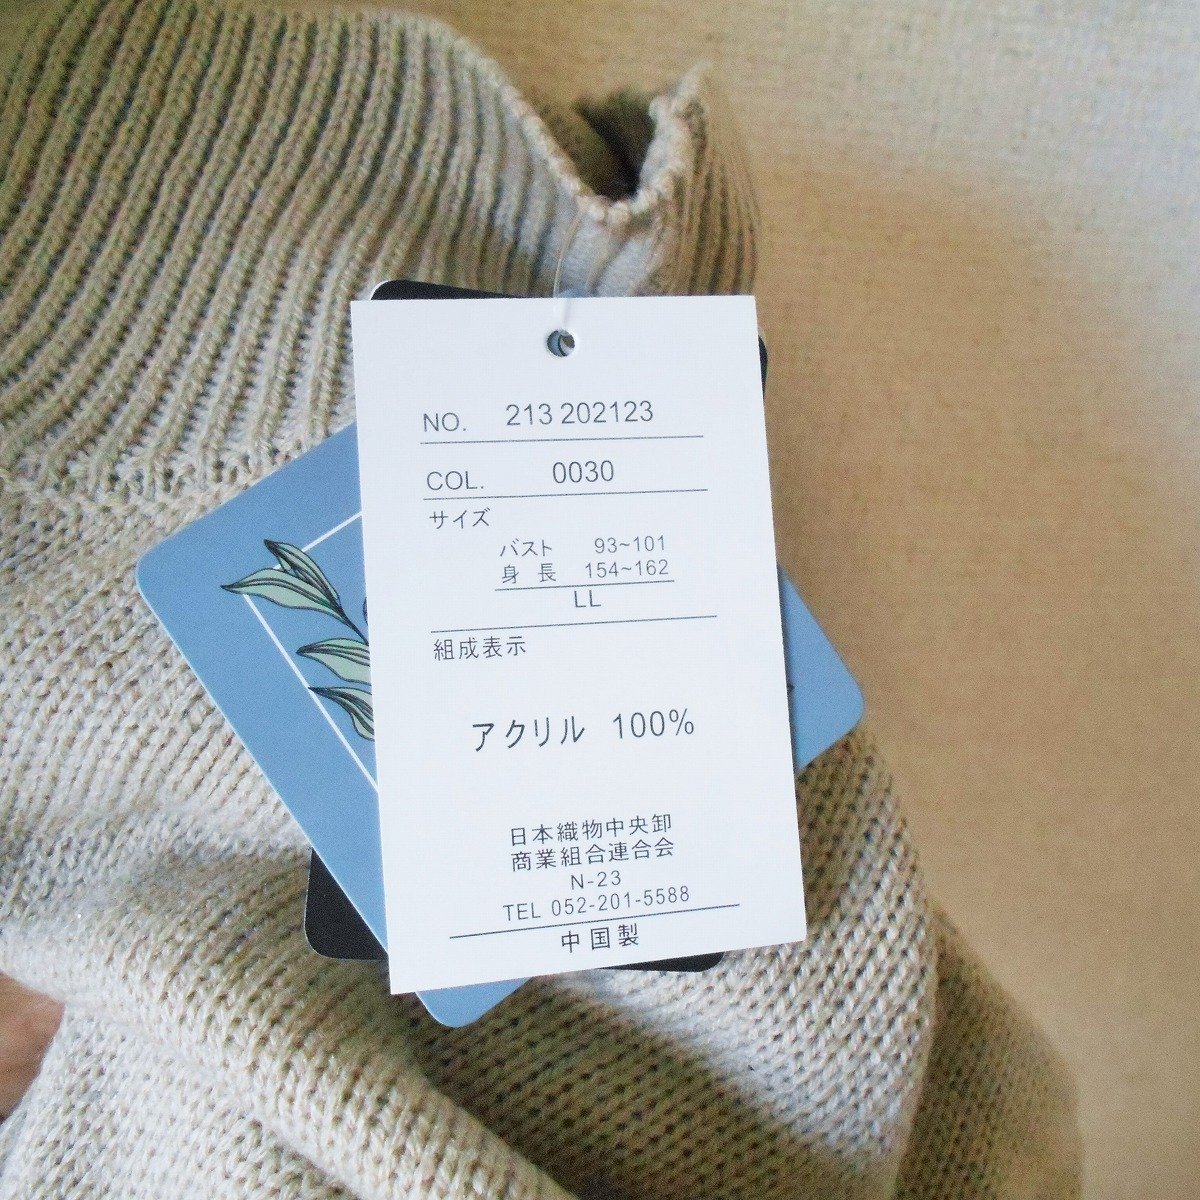 NO. 213 202123
COL. 0030
サイズ
バスト 93~101
身長 154~162
LL
組成表示
アクリル 100%
日本織物中央卸
商業組合連合会
N-23
TEL 052-201-5588
中国製